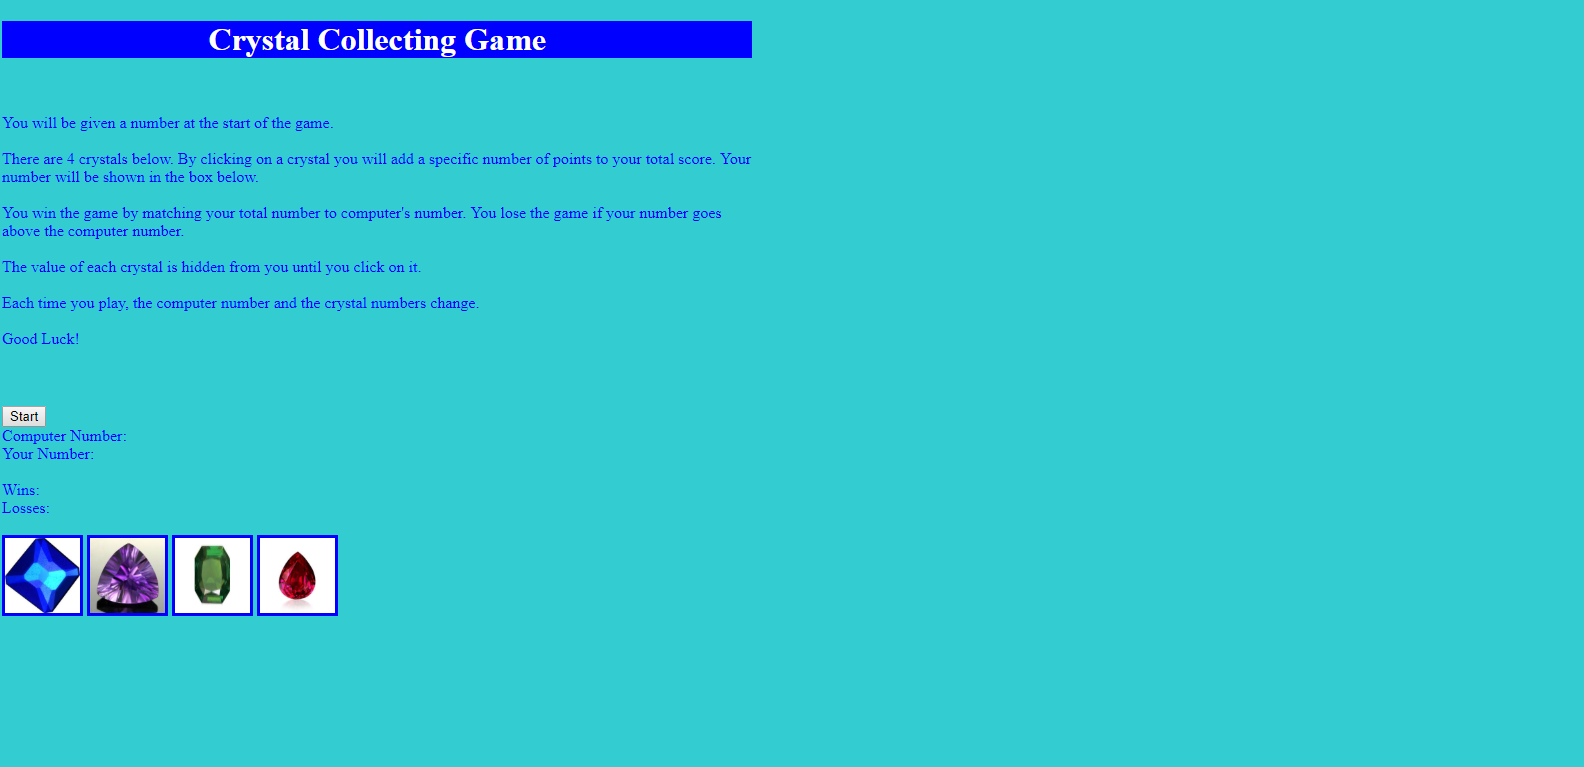 Crystal Collecting Game
You will be given a number at the start of the game.
There are 4 crystals below. By clicking on a crystal you will add a specific number of points to your total score. Your
number will be shown in the box below.
You win the game by matching your total number to computer's number. You lose the game if your number goes
above the computer number.
The value of each crystal is hidden from you until you click on it.
Each time you play, the computer number and the crystal numbers change.
Good Luck!
Start
Computer Number:
Your Number:
Wins:
Losses: